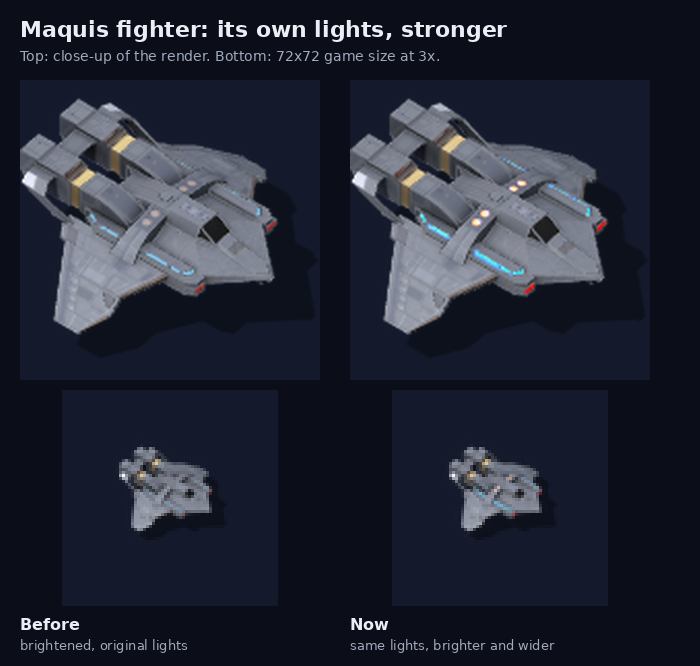 Maquis fighter: its own lights, stronger
Top: close-up of the render. Bottom: 72x72 game size at 3x.
Before
Now
brightened, original lights
same lights, brighter and wider